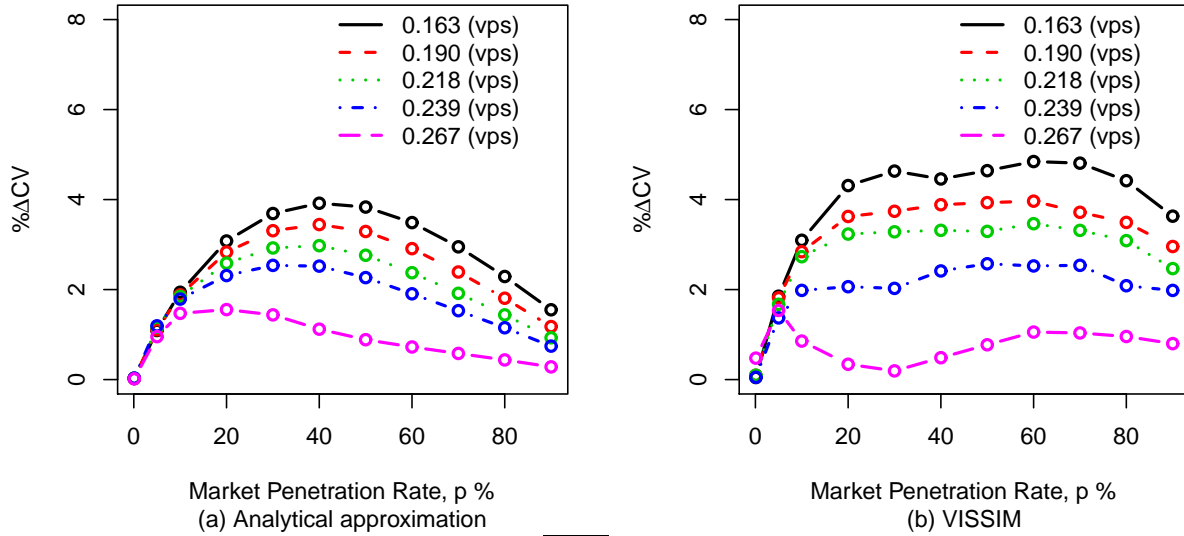 0.163 (vps)
0.190 (vps)
0.218 (vps)
0.239 (vps)
0.267 (vps)
%ΔCV
8
6
4
2
0
0 20 40 60 80
Market Penetration Rate, p %
(a) Analytical approximation
0.163 (vps)
0.190 (vps)
0.218 (vps)
0.239 (vps)
0.267 (vps)
%ΔCV
8
6
4
2
0
0 20 40 60 80
Market Penetration Rate, p %
(b) VISSIM